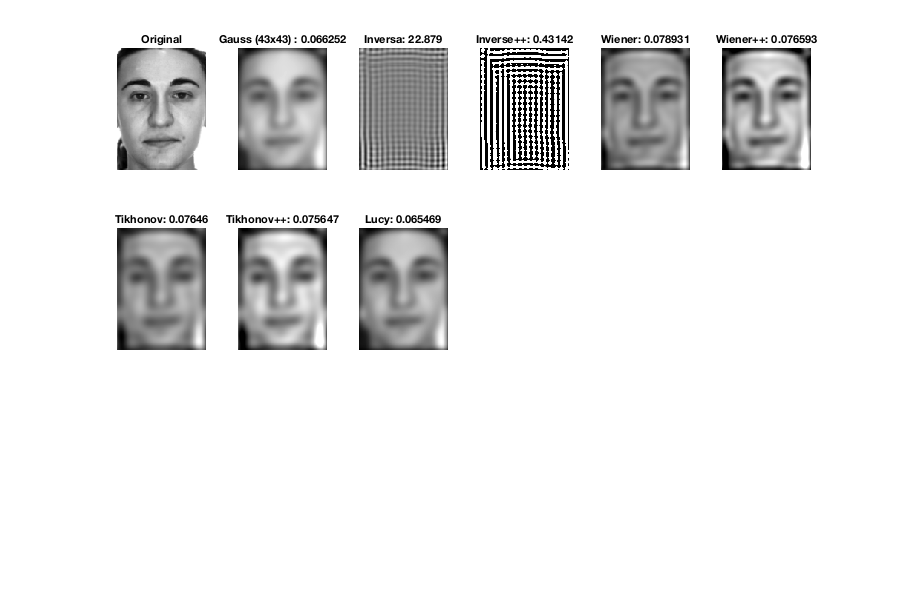 Original
Gauss (43x43) : 0.066252
Inversa: 22.879
Inverse++: 0.43142
Wiener: 0.078931
Wiener++: 0.076593
Tikhonov: 0.07646
Tikhonov++: 0.075647
Lucy: 0.065469